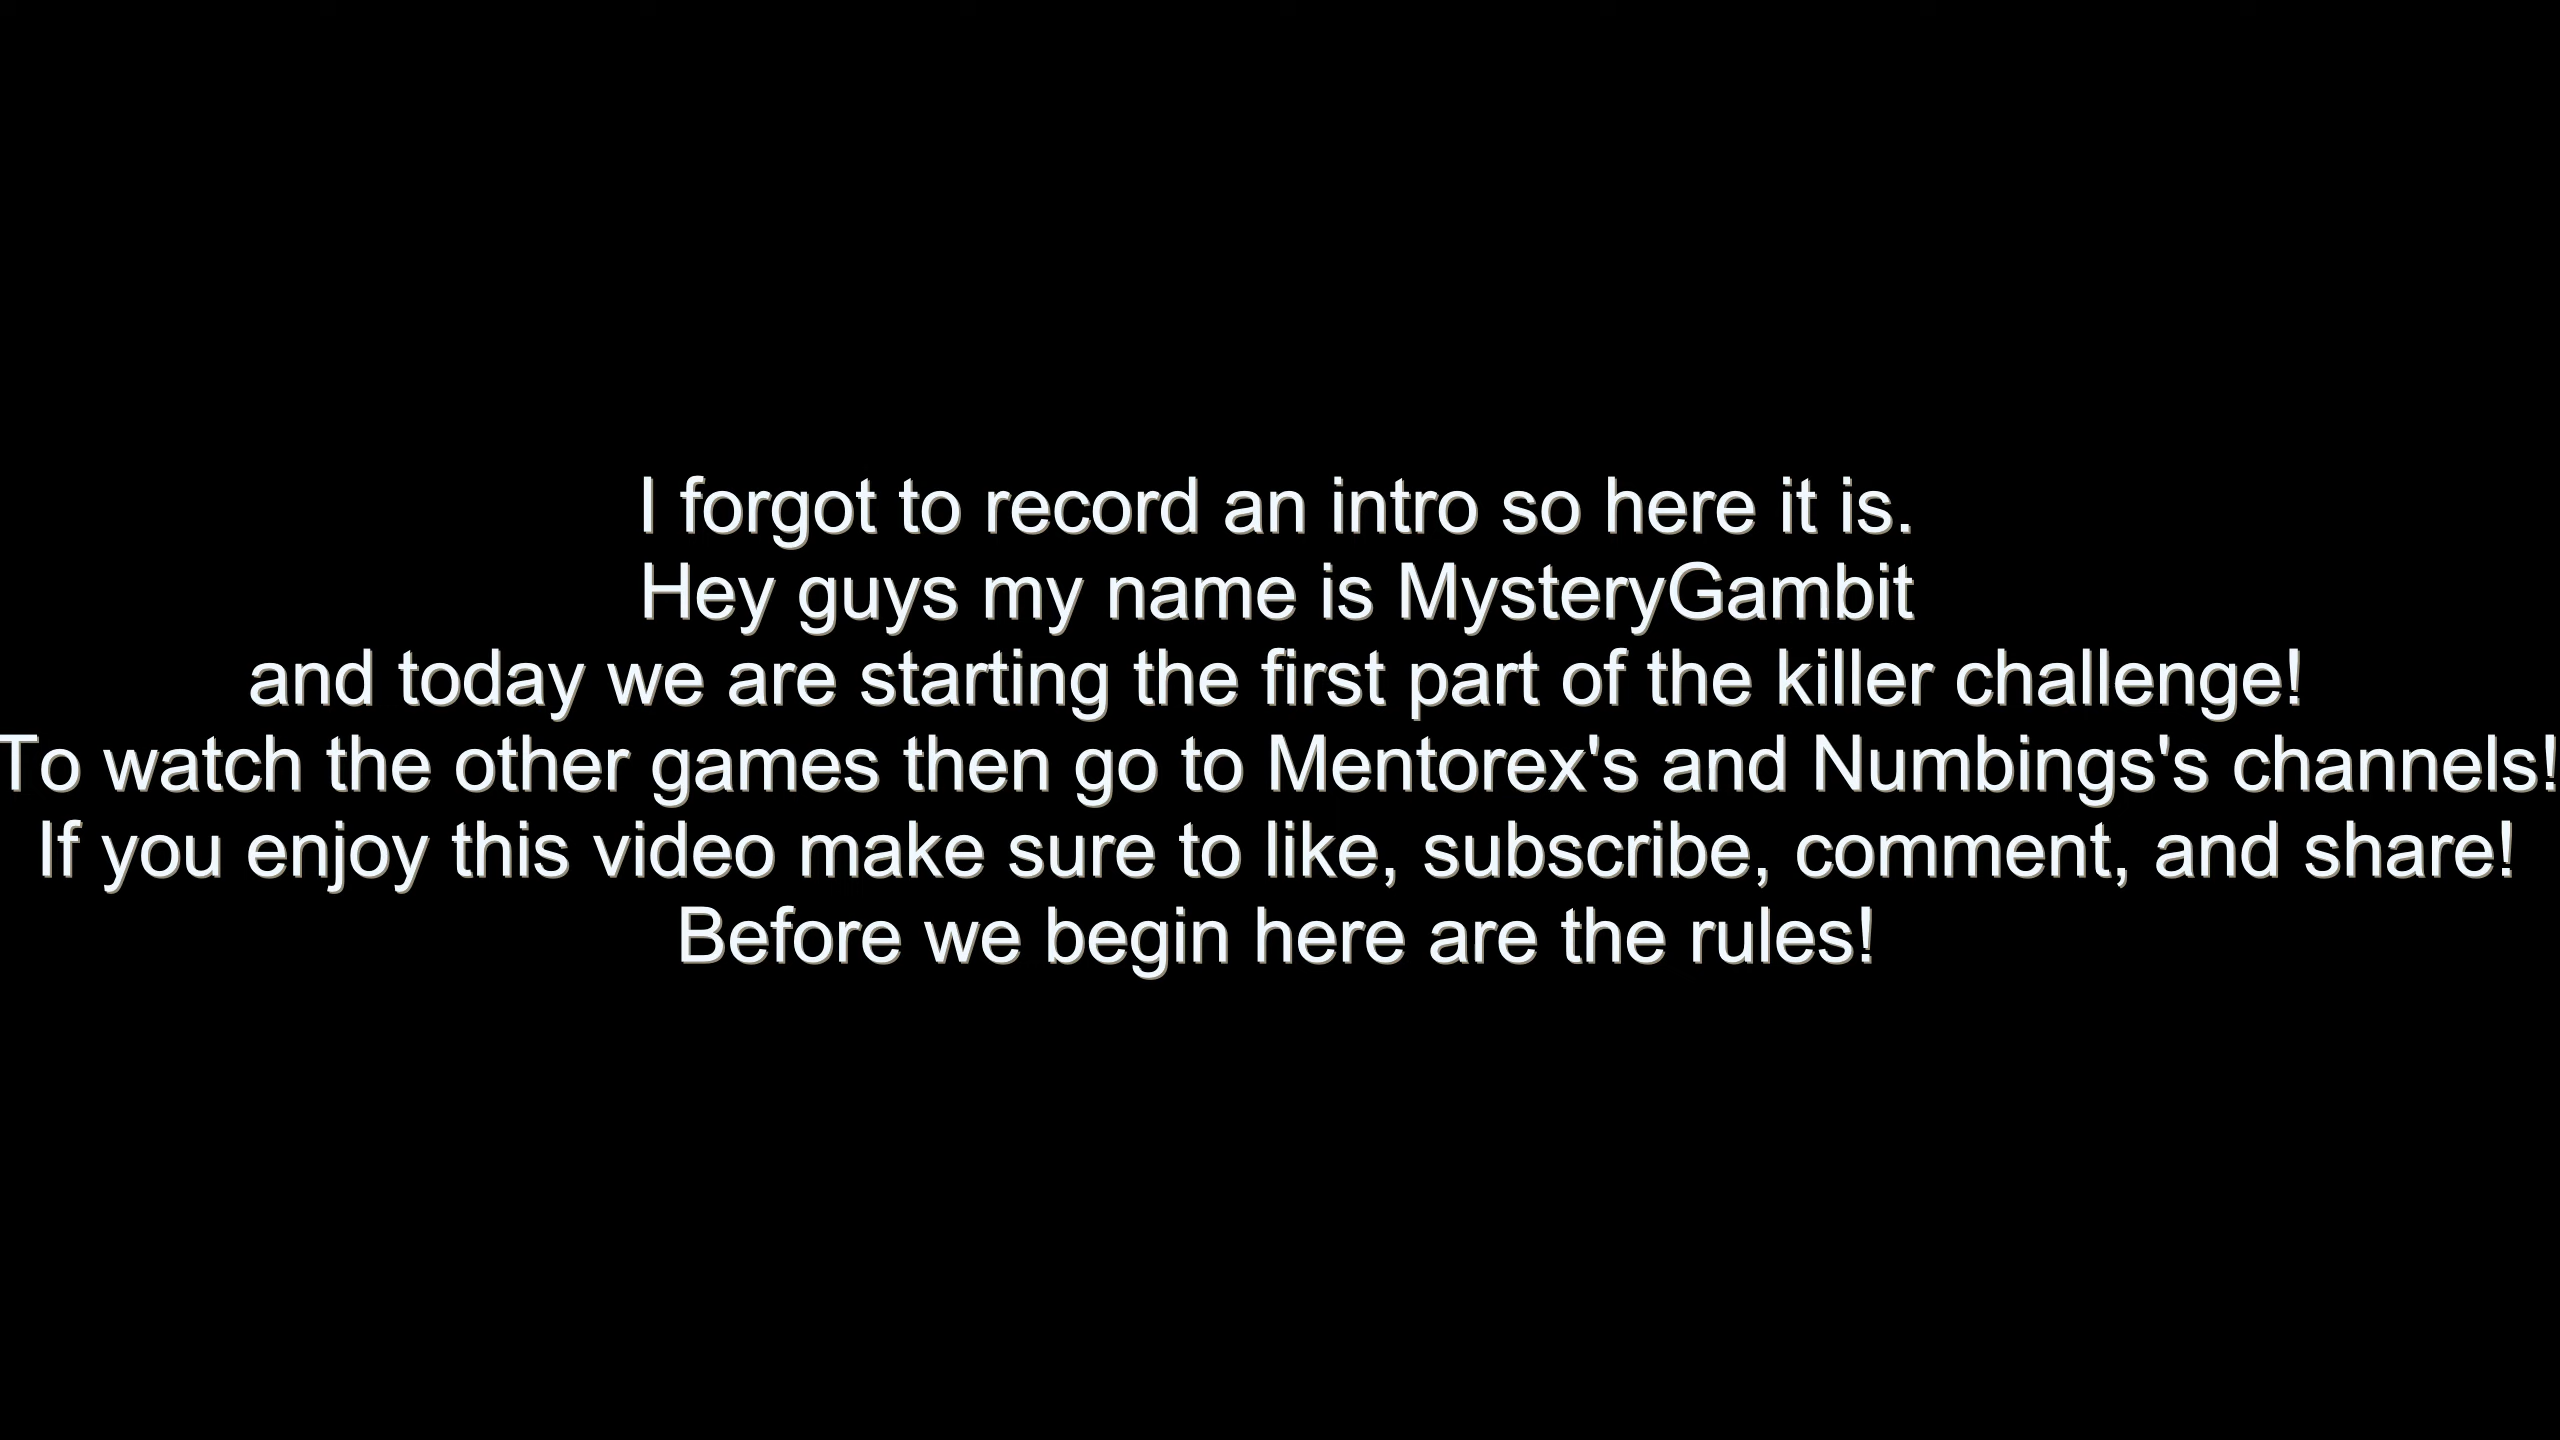 I forgot to record an intro so here it is.
Hey guys my name is MysteryGambit
and today we are starting the first part of the killer challenge!
To watch the other games then go to Mentorex's and Numbings's channels!
If you enjoy this video make sure to like, subscribe, comment, and share!
Before we begin here are the rules!